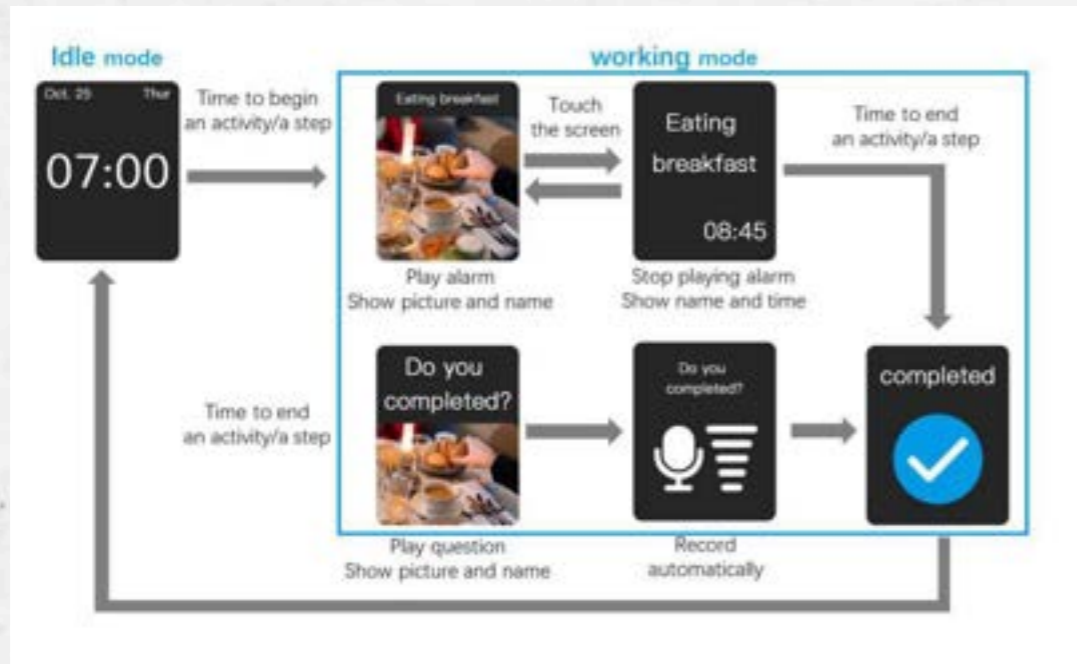 Idle mode
working mode
Oct. 25 Thur
07:00
Time to begin
an activity/a step
Eating breakfast
Touch
the screen
Eating
breakfast
08:45
Time to end
an activity/a step
Play alarm
Show picture and name
Stop playing alarm
Show name and time
Time to end
an activity/a step
Do you
completed?
Do you
completed?
completed
Play question
Show picture and name
Record
automatically